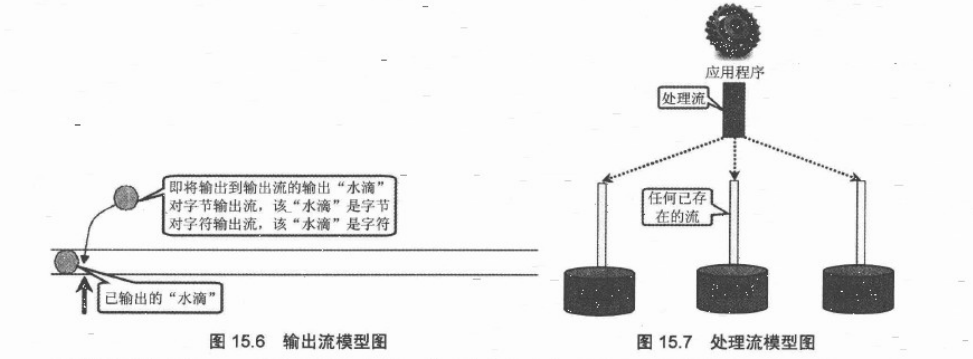 应用程序
处理流
即将输出到输出流的输出“水滴”
对字节输出流，该“水滴”是字节
对字符输出流，该“水滴”是字符
任何已存
在的流
已输出的“水滴”
图 15.6 输出流模型图
图 15.7 处理流模型图